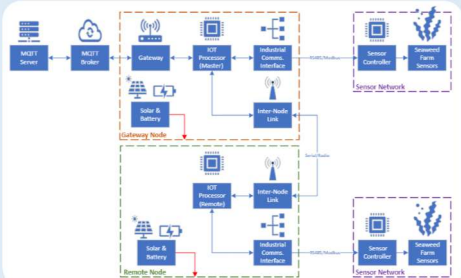 MQTT
Server
MQTT
Broker
Gateway
IOT
Processor
(Master)
Industrial
Comms.
Interface
Sensor
Controller
Seaweed
Farm
Sensors
Sensor Network
Solar &
Battery
Inter-Node
Link
Gateway Node
IOT
Processor
(Remote)
Inter-Node
Link
Solar &
Battery
Industrial
Comms.
Interface
Sensor
Controller
Seaweed
Farm
Sensors
Remote Node
Sensor Network